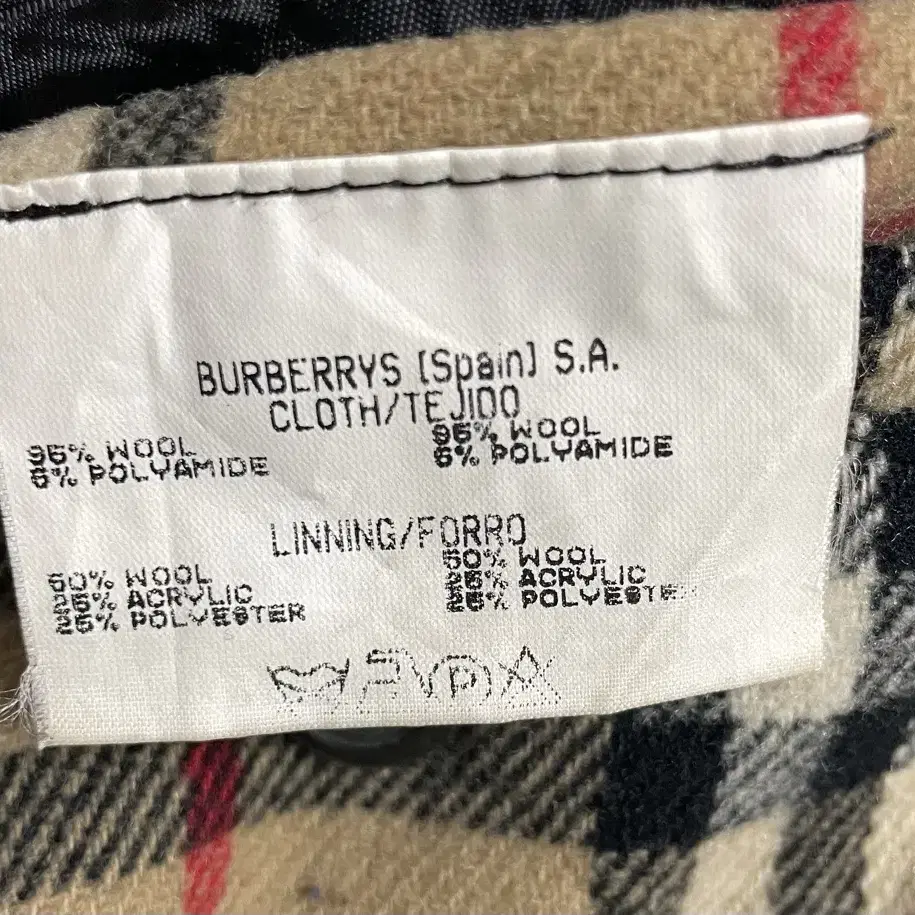 BURBERRYS (Spain) S.A.
CLOTH/TEJIDO
95% WOOL 95% WOOL
5% POLYAMIDE 5% POLYAMIDE
LINNING/FORRO
50% WOOL 50% WOOL
25% ACRYLIC 25% ACRYLIC
25% POLYESTER 25% POLYESTER
P